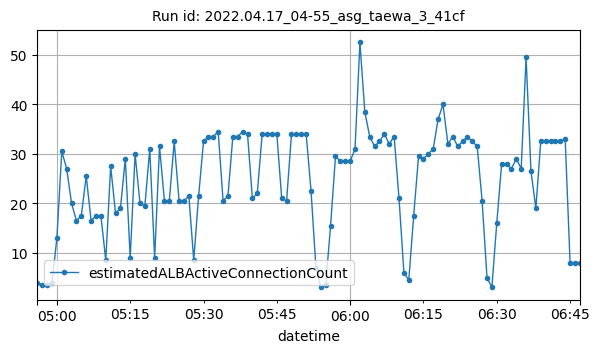 Run id: 2022.04.17_04-55_asg_taewa_3_41cf
50
40
30
20
10
estimatedALBActiveConnectionCount
05:00 05:15 05:30 05:45 06:00 06:15 06:30 06:45
datetime